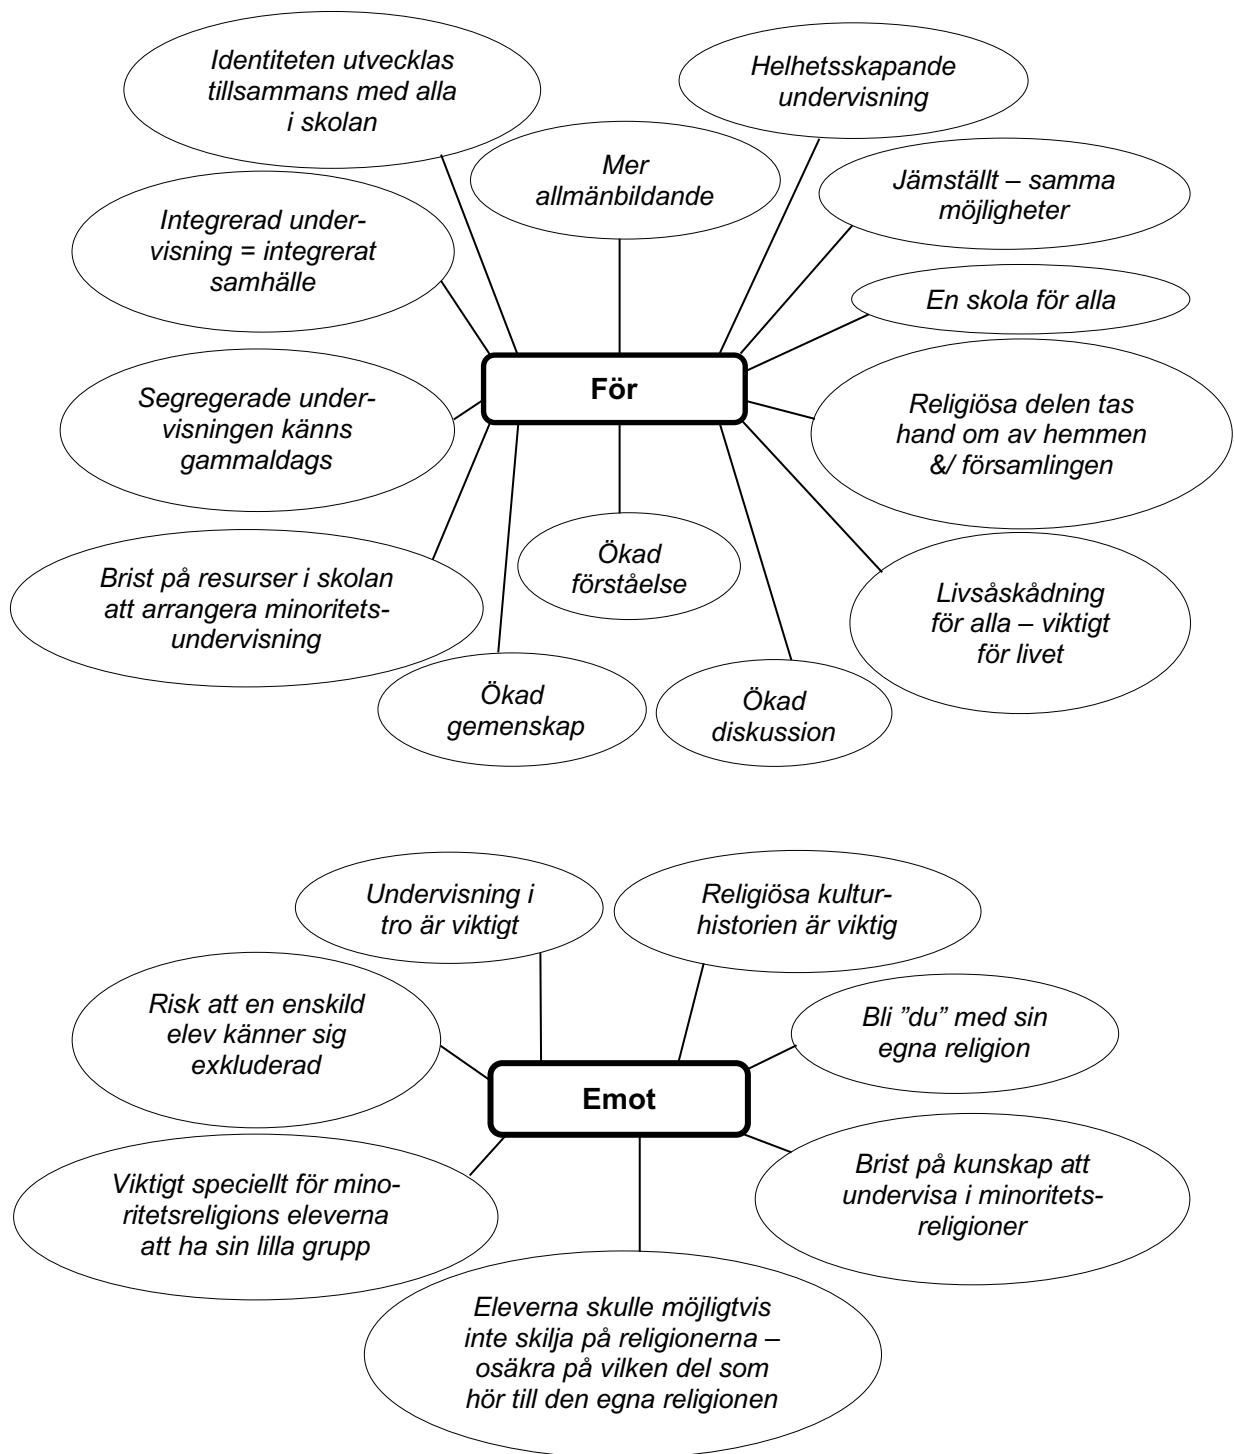 Identiteten utvecklas
tillsammans med alla
i skolan
Helhetsskapande
undervisning
Mer
allmänbildande
Jämställt – samma
möjligheter
Integrerad under-
visning = integrerat
samhälle
En skola för alla
För
Segregerade under-
visningen känns
gammaldags
Religiösa delen tas
hand om av hemmen
&/ församlingen
Brist på resurser i skolan
att arrangera minoritets-
undervisning
Ökad
förståelse
Livsåskådning
för alla – viktigt
för livet
Ökad
gemenskap
Ökad
diskussion
Undervisning i
tro är viktigt
Religiösa kultur-
historien är viktig
Risk att en enskild
elev känner sig
exkluderad
Bli ”du” med sin
egna religion
Emot
Viktigt speciellt för mino-
ritetsreligions eleverna
att ha sin lilla grupp
Brist på kunskap att
undervisa i minoritets-
religioner
Eleverna skulle möjligtvis
inte skilja på religionerna –
osäkra på vilken del som
hör till den egna religionen